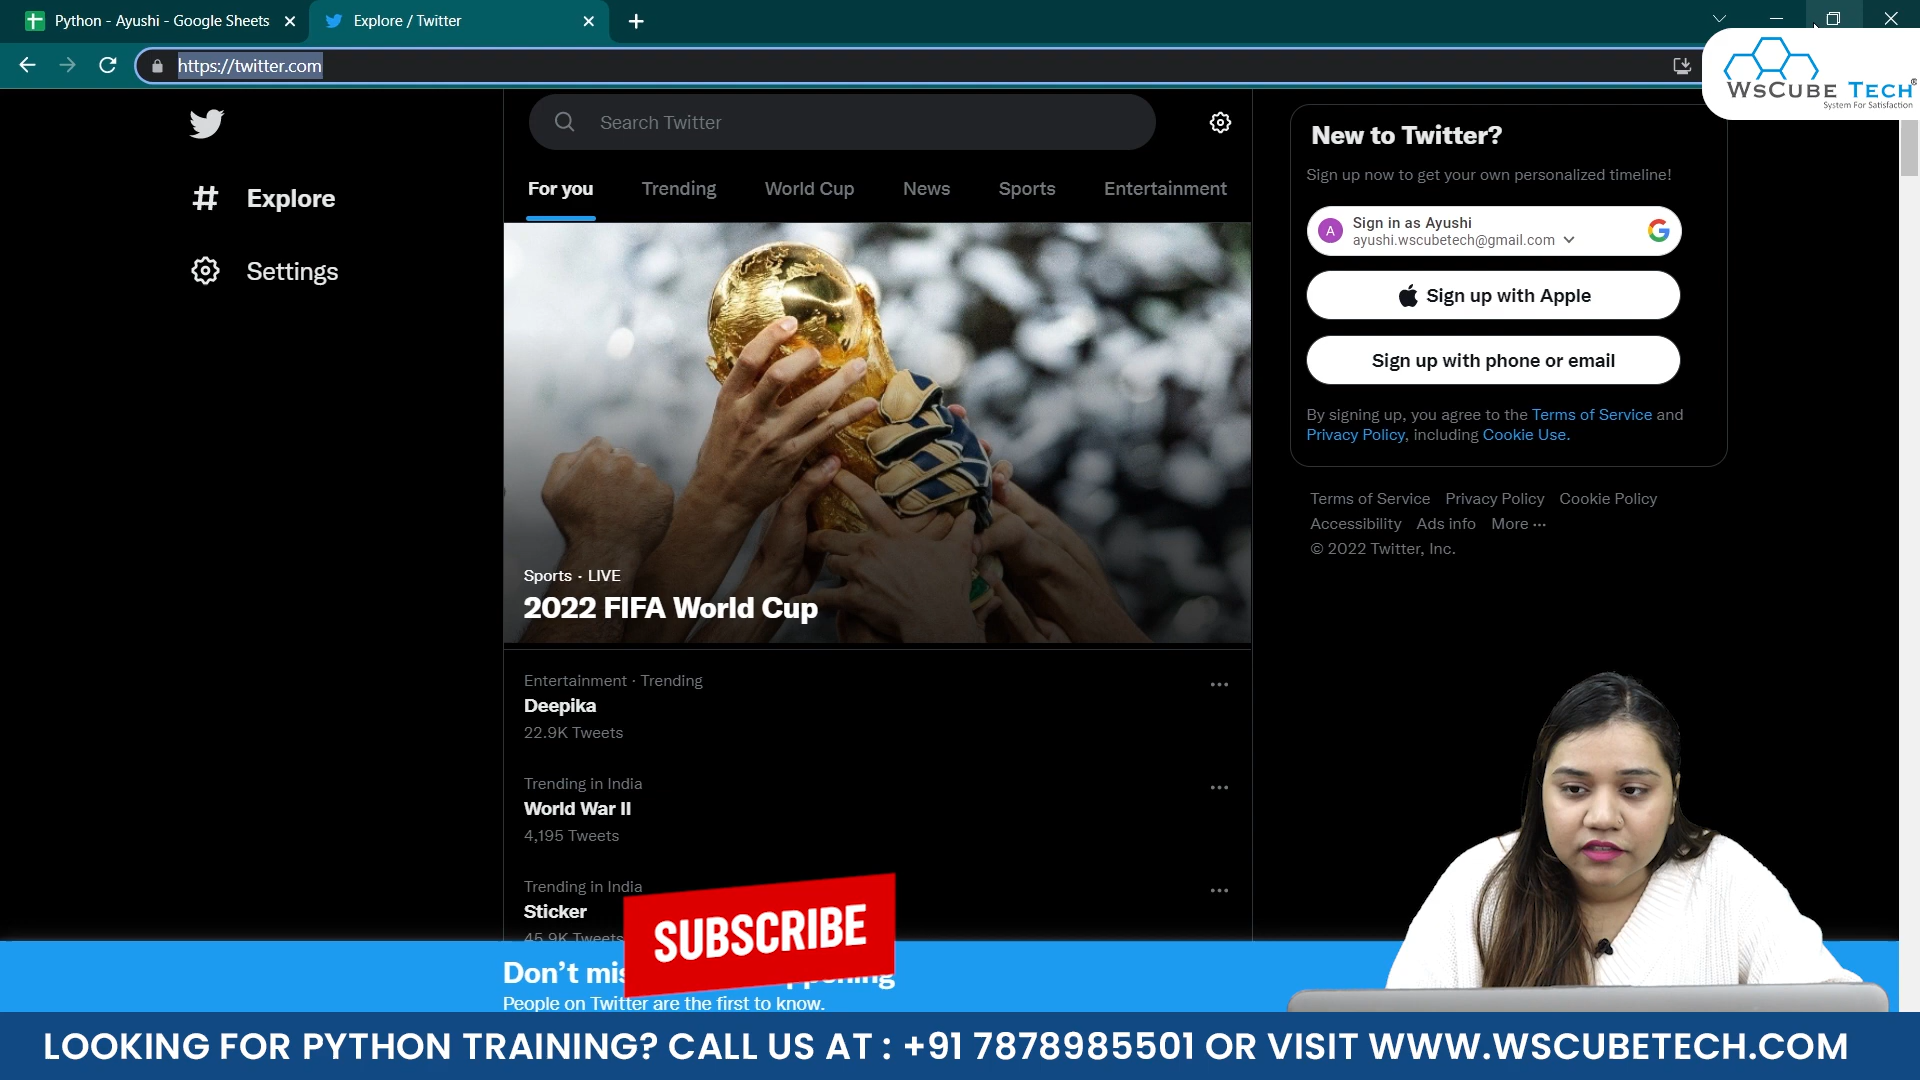 Python - Ayushi - Google Sheets
Explore / Twitter
https://twitter.com
WsCube Tech®
System For Satisfaction
Search Twitter
For you
Trending
World Cup
News
Sports
Entertainment
Explore
Settings
Sports · LIVE
2022 FIFA World Cup
Entertainment · Trending
Deepika
22.9K Tweets
Trending in India
World War II
4,195 Tweets
Trending in India
Sticker
45.9K Tweets
New to Twitter?
Sign up now to get your own personalized timeline!
A
Sign in as Ayushi
ayushi.wscubetech@gmail.com
Sign up with Apple
Sign up with phone or email
By signing up, you agree to the Terms of Service and
Privacy Policy, including Cookie Use.
Terms of Service Privacy Policy Cookie Policy
Accessibility Ads info More ···
© 2022 Twitter, Inc.
SUBSCRIBE
Don’t
People on Twitter are the first to know.
LOOKING FOR PYTHON TRAINING? CALL US AT : +91 7878985501 OR VISIT WWW.WSCUBETECH.COM